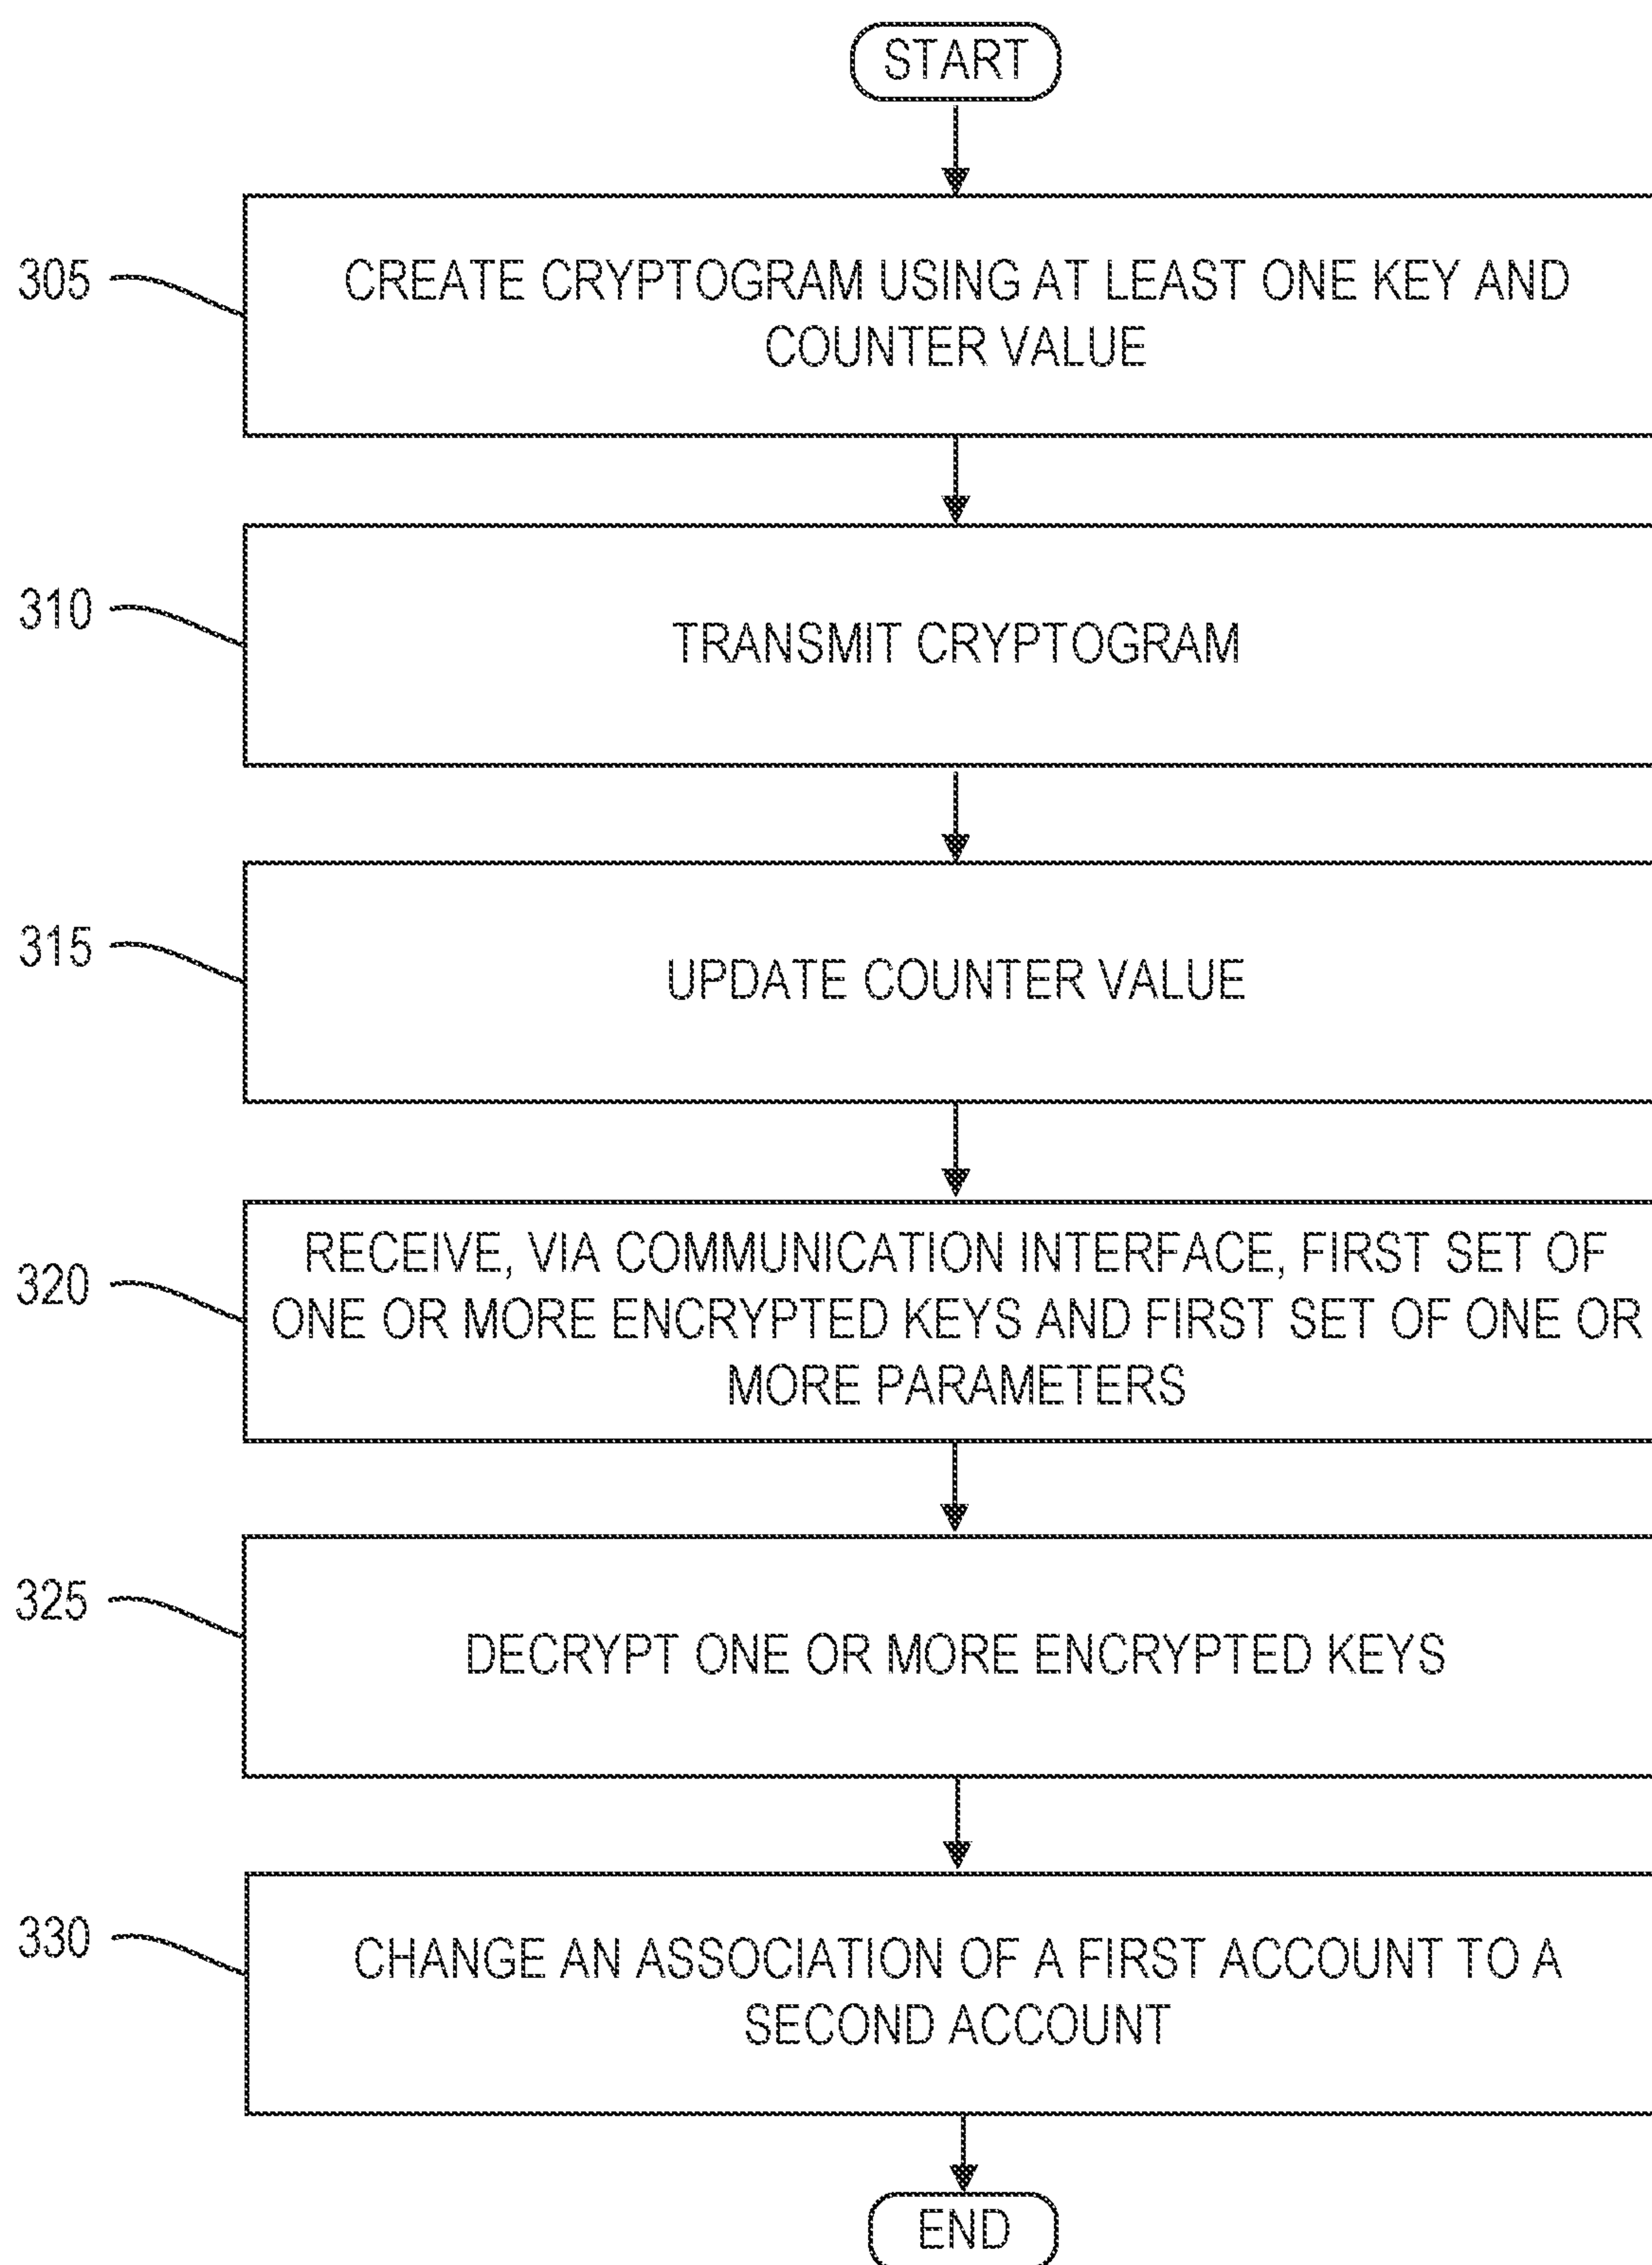 START
305
CREATE CRYPTOGRAM USING AT LEAST ONE KEY AND
COUNTER VALUE
310
TRANSMIT CRYPTOGRAM
315
UPDATE COUNTER VALUE
320
RECEIVE, VIA COMMUNICATION INTERFACE, FIRST SET OF
ONE OR MORE ENCRYPTED KEYS AND FIRST SET OF ONE OR
MORE PARAMETERS
325
DECRYPT ONE OR MORE ENCRYPTED KEYS
330
CHANGE AN ASSOCIATION OF A FIRST ACCOUNT TO A
SECOND ACCOUNT
END